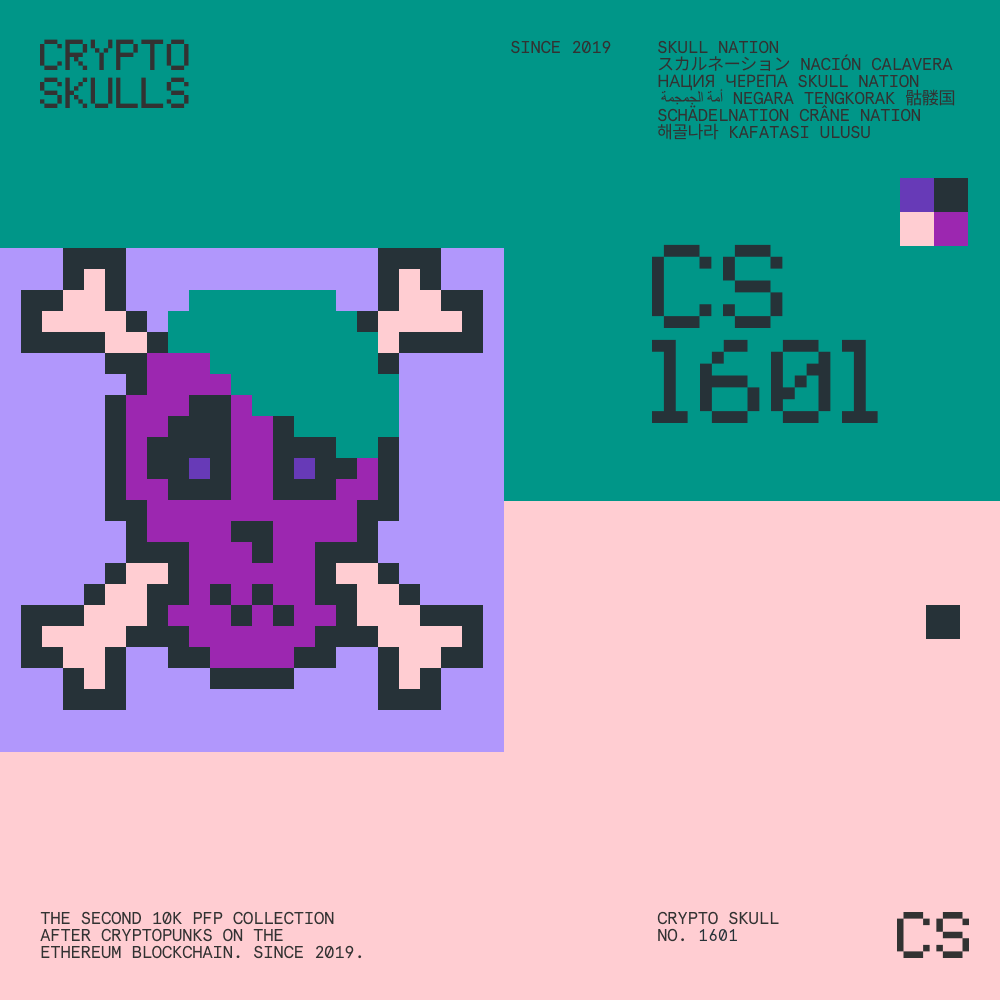 CRYPTO
SKULLS
SINCE 2019
SKULL NATION
スカルネーション NACIÓN CALAVERA
НАЦИЯ ЧЕРЕПА SKULL NATION
أمة الجمجمة NEGARA TENGKORAK 骷髅国
SCHÄDELNATION CRÂNE NATION
해골나라 KAFATASI ULUSU
CS
1601
THE SECOND 10K PFP COLLECTION
AFTER CRYPTOPUNKS ON THE
ETHEREUM BLOCKCHAIN. SINCE 2019.
CRYPTO SKULL
NO. 1601
CS